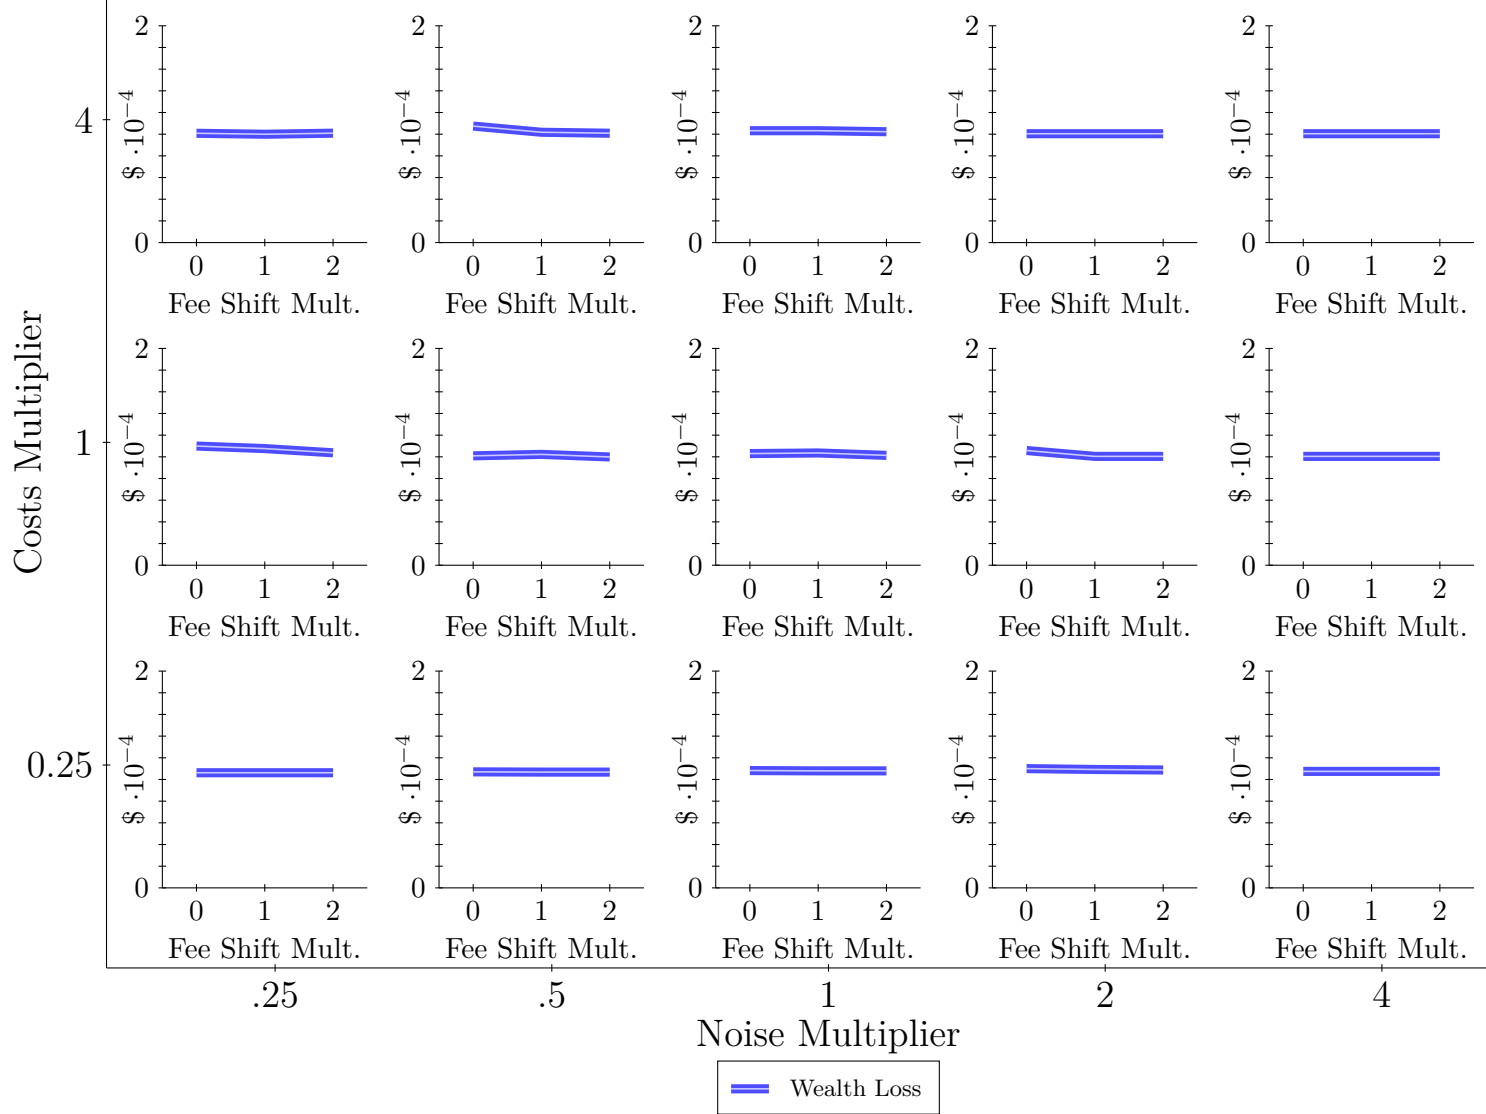 2 2 2 2 2
4
$ ·10⁻⁴ $ ·10⁻⁴ $ ·10⁻⁴ $ ·10⁻⁴ $ ·10⁻⁴
0 0 0 0 0
0 1 2 0 1 2 0 1 2 0 1 2 0 1 2
Fee Shift Mult. Fee Shift Mult. Fee Shift Mult. Fee Shift Mult. Fee Shift Mult.
Costs Multiplier
2 2 2 2 2
1
$ ·10⁻⁴ $ ·10⁻⁴ $ ·10⁻⁴ $ ·10⁻⁴ $ ·10⁻⁴
0 0 0 0 0
0 1 2 0 1 2 0 1 2 0 1 2 0 1 2
Fee Shift Mult. Fee Shift Mult. Fee Shift Mult. Fee Shift Mult. Fee Shift Mult.
2 2 2 2 2
0.25
$ ·10⁻⁴ $ ·10⁻⁴ $ ·10⁻⁴ $ ·10⁻⁴ $ ·10⁻⁴
0 0 0 0 0
0 1 2 0 1 2 0 1 2 0 1 2 0 1 2
Fee Shift Mult. Fee Shift Mult. Fee Shift Mult. Fee Shift Mult. Fee Shift Mult.
.25 .5 1 2 4
Noise Multiplier
Wealth Loss